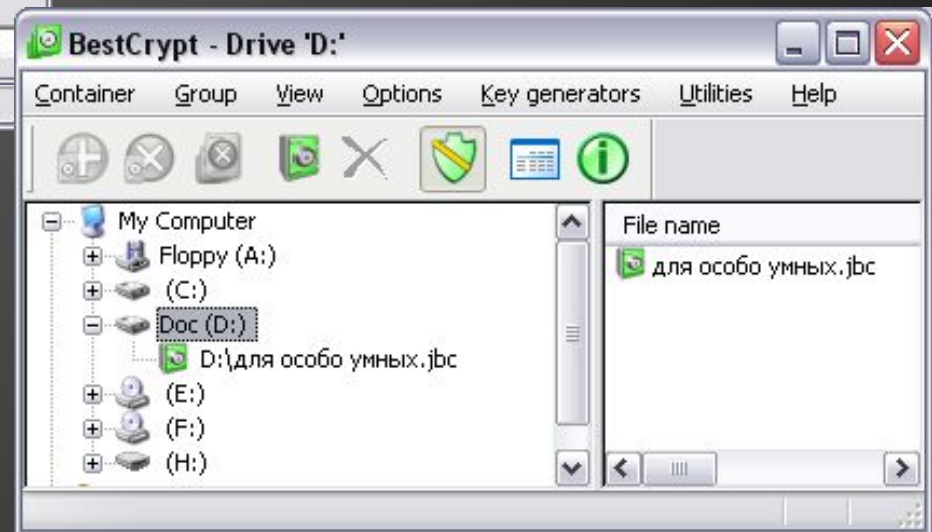 BestCrypt - Drive 'D:'
Container Group View Options Key generators Utilities Help
My Computer
Floppy (A:)
(C:)
Doc (D:)
D:\для особо умных.jbc
(E:)
(F:)
(H:)
File name
для особо умных.jbc